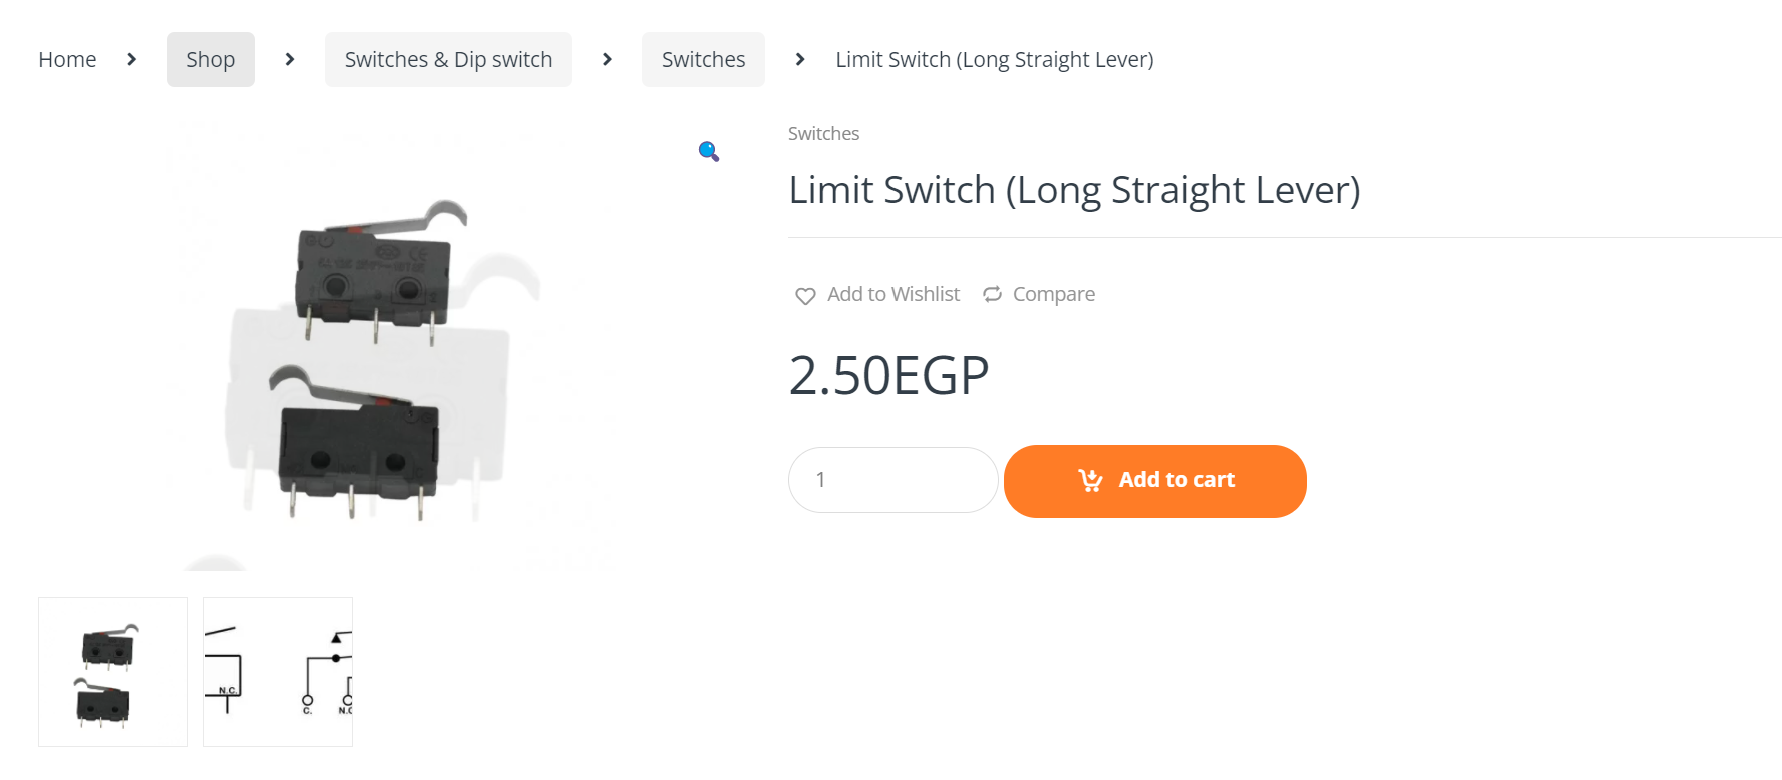 Home > Shop > Switches & Dip switch > Switches > Limit Switch (Long Straight Lever)
Switches
Limit Switch (Long Straight Lever)
Add to Wishlist Compare
2.50EGP
1 Add to cart
N.C.
C.